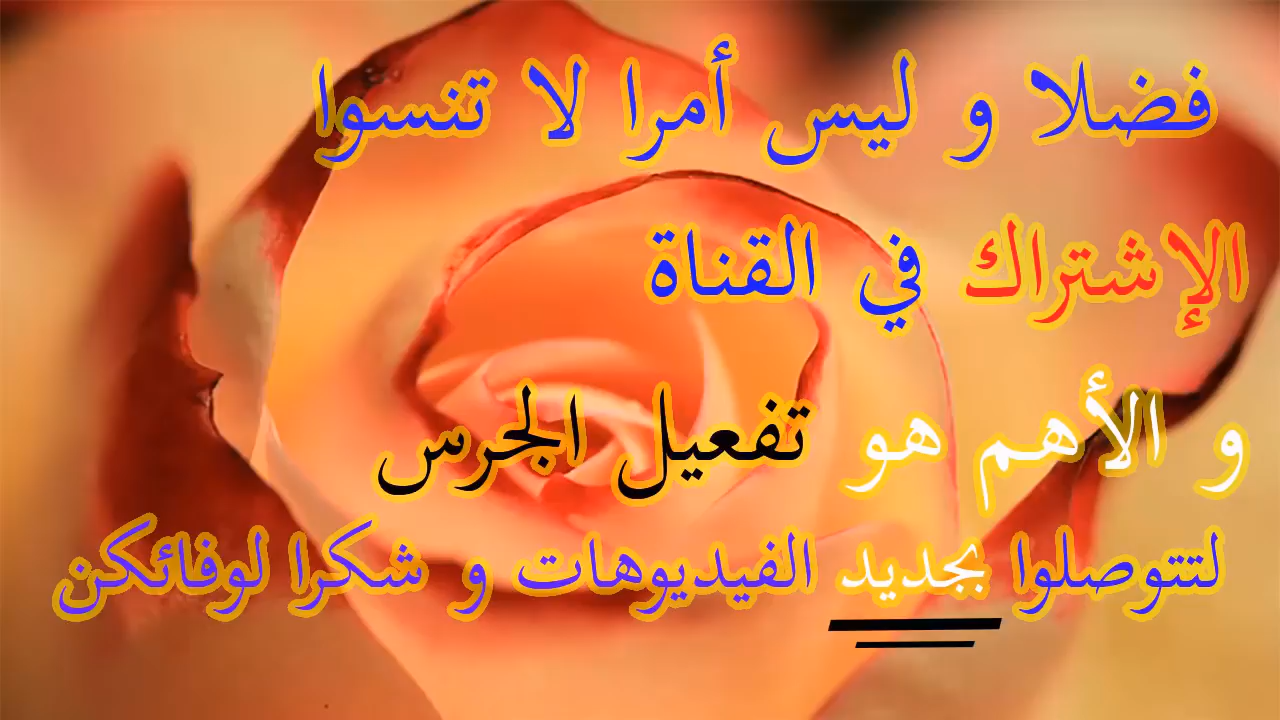 فضلا و ليس أمرا لا تنسوا
الإشتراك في القناة
و الأهم هو تفعيل الجرس
لتتوصلوا بجديد الفيديوهات و شكرا لوفائكن